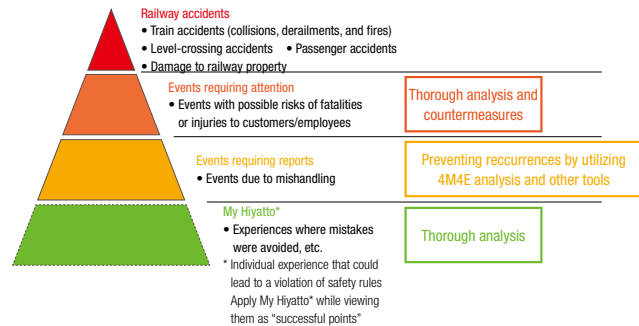 Railway accidents
• Train accidents (collisions, derailments, and fires)
• Level-crossing accidents • Passenger accidents
• Damage to railway property
Events requiring attention
• Events with possible risks of fatalities
or injuries to customers/employees
Thorough analysis and
countermeasures
Events requiring reports
• Events due to mishandling
Preventing reccurrences by utilizing
4M4E analysis and other tools
My Hiyatto*
• Experiences where mistakes
were avoided, etc.
* Individual experience that could
lead to a violation of safety rules
Apply My Hiyatto* while viewing
them as “successful points”
Thorough analysis